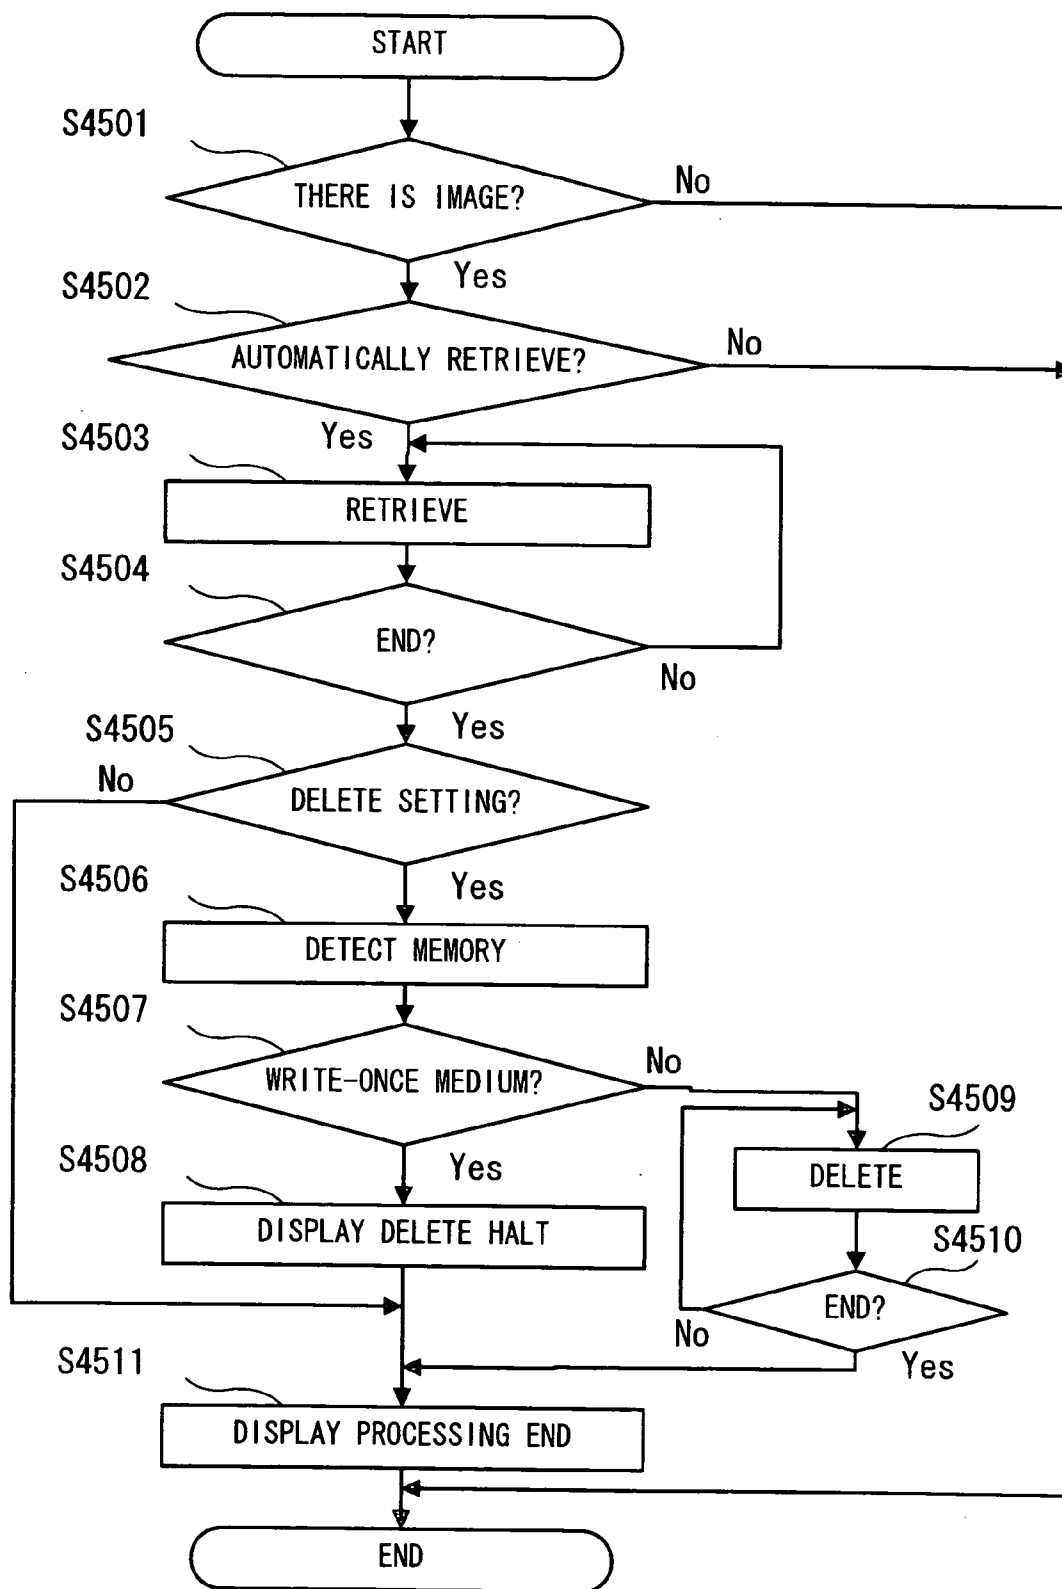 START
S4501
THERE IS IMAGE?
No
Yes
S4502
AUTOMATICALLY RETRIEVE?
No
Yes
S4503
RETRIEVE
S4504
END?
No
Yes
S4505
No
DELETE SETTING?
Yes
S4506
DETECT MEMORY
S4507
WRITE-ONCE MEDIUM?
No
Yes
S4508
DISPLAY DELETE HALT
S4509
DELETE
S4510
END?
No
Yes
S4511
DISPLAY PROCESSING END
END